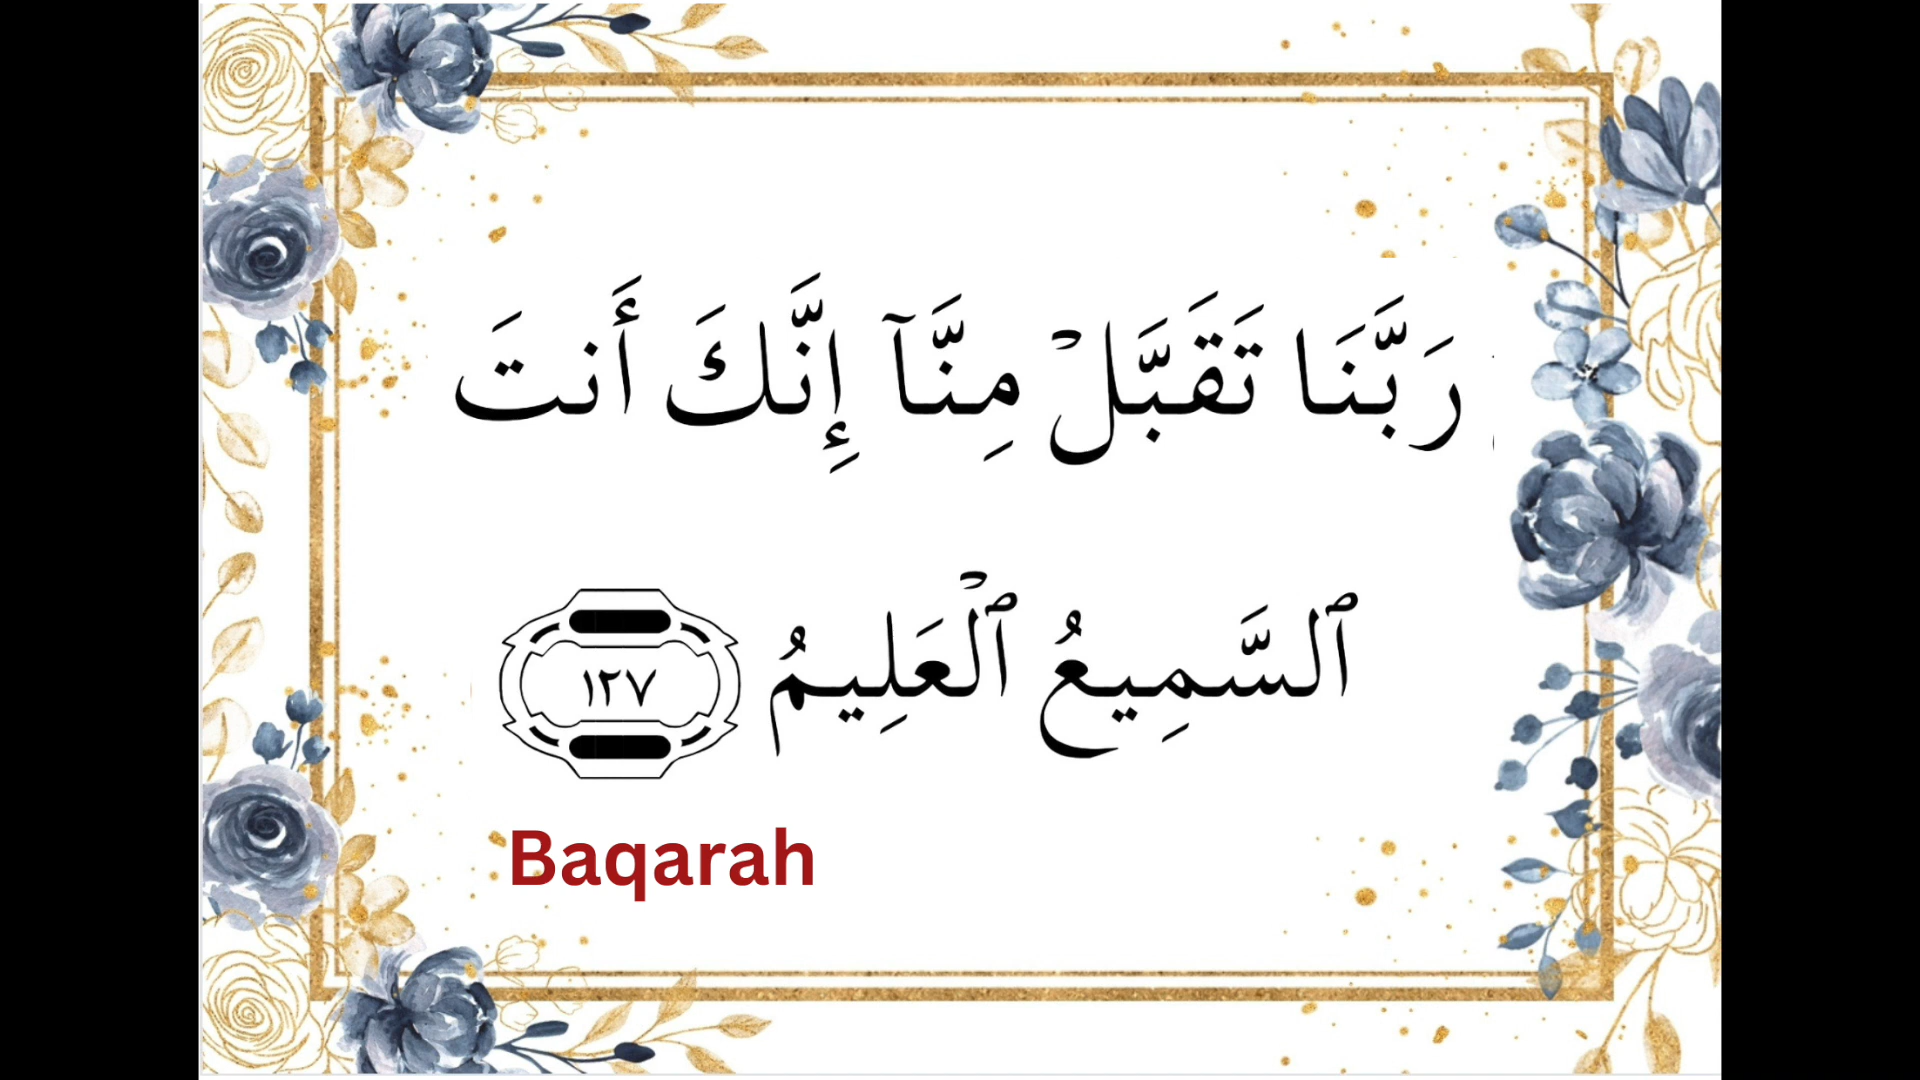 رَبَّنَا تَقَبَّلْ مِنَّآ إِنَّكَ أَنتَ
ٱلسَّمِيعُ ٱلْعَلِيمُ ١٢٧
Baqarah